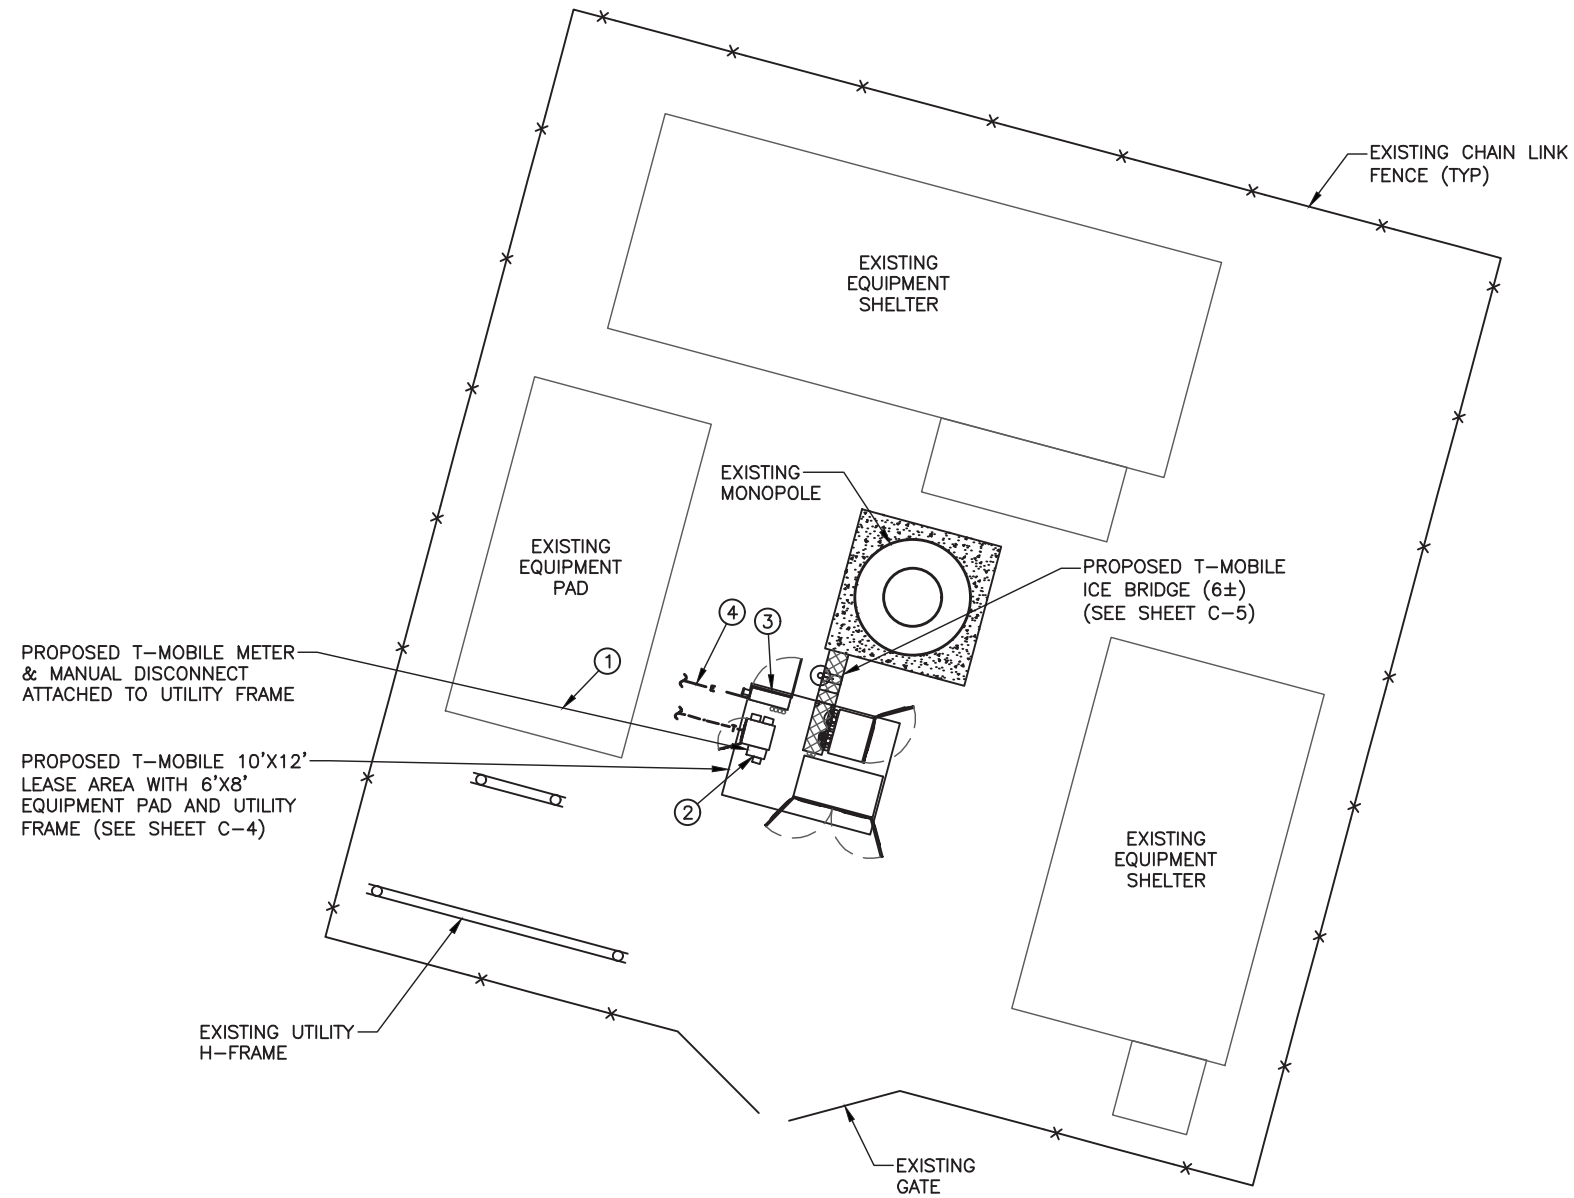 EXISTING CHAIN LINK
FENCE (TYP)
EXISTING
EQUIPMENT
SHELTER
EXISTING
MONOPOLE
EXISTING
EQUIPMENT
PAD
PROPOSED T-MOBILE
ICE BRIDGE (6±)
(SEE SHEET C-5)
4
3
1
PROPOSED T-MOBILE METER
& MANUAL DISCONNECT
ATTACHED TO UTILITY FRAME
PROPOSED T-MOBILE 10'X12'
LEASE AREA WITH 6'X8'
EQUIPMENT PAD AND UTILITY
FRAME (SEE SHEET C-4)
2
EXISTING
EQUIPMENT
SHELTER
EXISTING UTILITY
H-FRAME
EXISTING
GATE